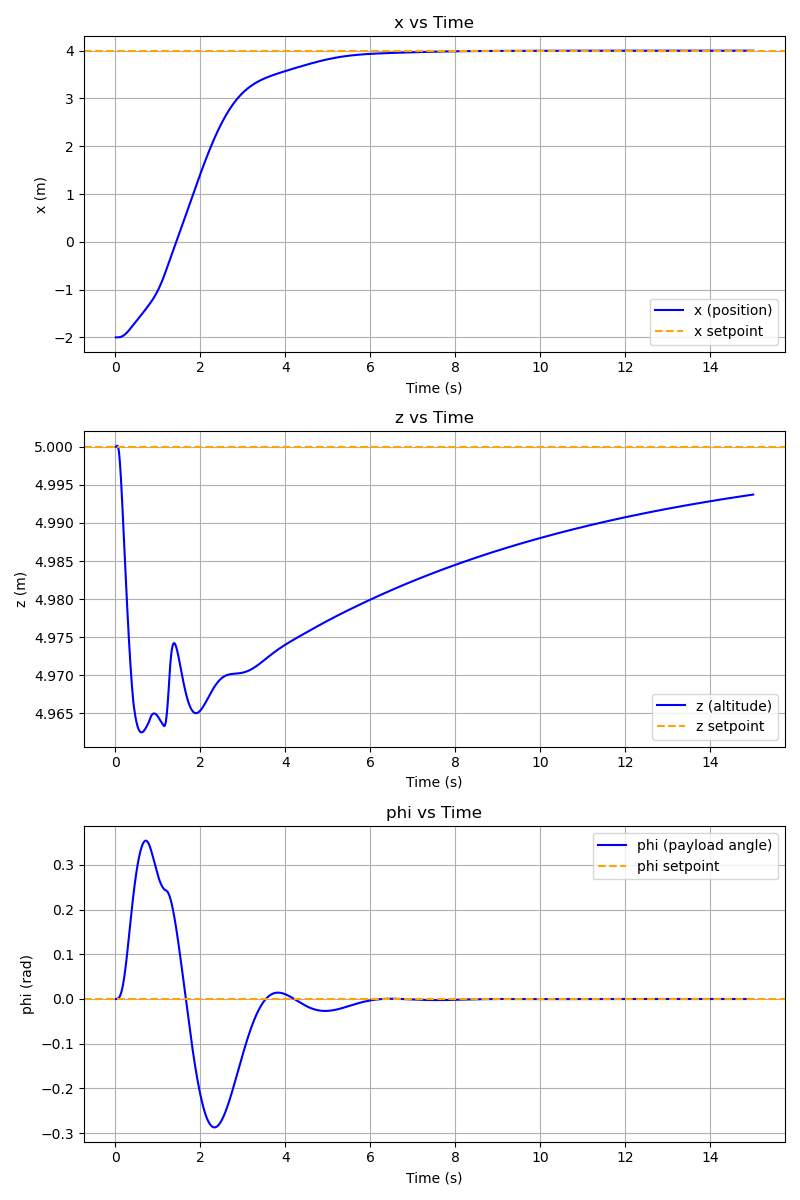 x vs Time
4
3
2
1
0
−1
−2
x (m)
x (position)
x setpoint
0 2 4 6 8 10 12 14
Time (s)
z vs Time
5.000
4.995
4.990
4.985
4.980
4.975
4.970
4.965
z (m)
z (altitude)
z setpoint
0 2 4 6 8 10 12 14
Time (s)
phi vs Time
0.3
0.2
0.1
0.0
−0.1
−0.2
−0.3
phi (rad)
phi (payload angle)
phi setpoint
0 2 4 6 8 10 12 14
Time (s)